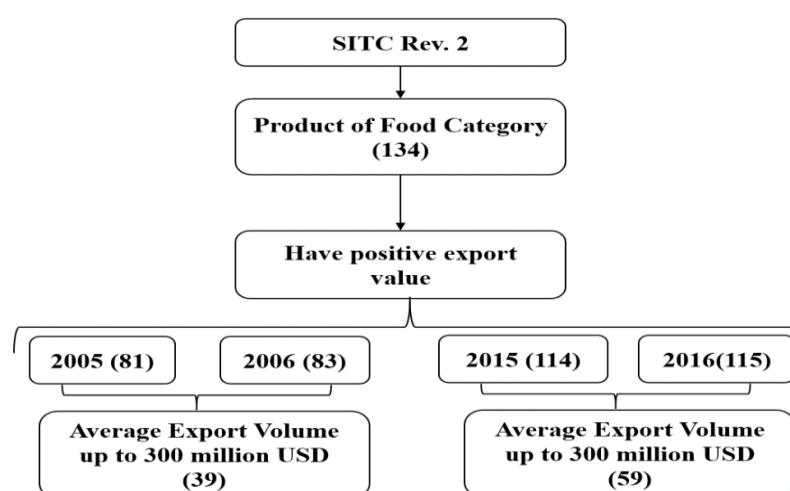 SITC Rev. 2
Product of Food Category
(134)
Have positive export
value
2005 (81)
2006 (83)
2015 (114)
2016(115)
Average Export Volume
up to 300 million USD
(39)
Average Export Volume
up to 300 million USD
(59)